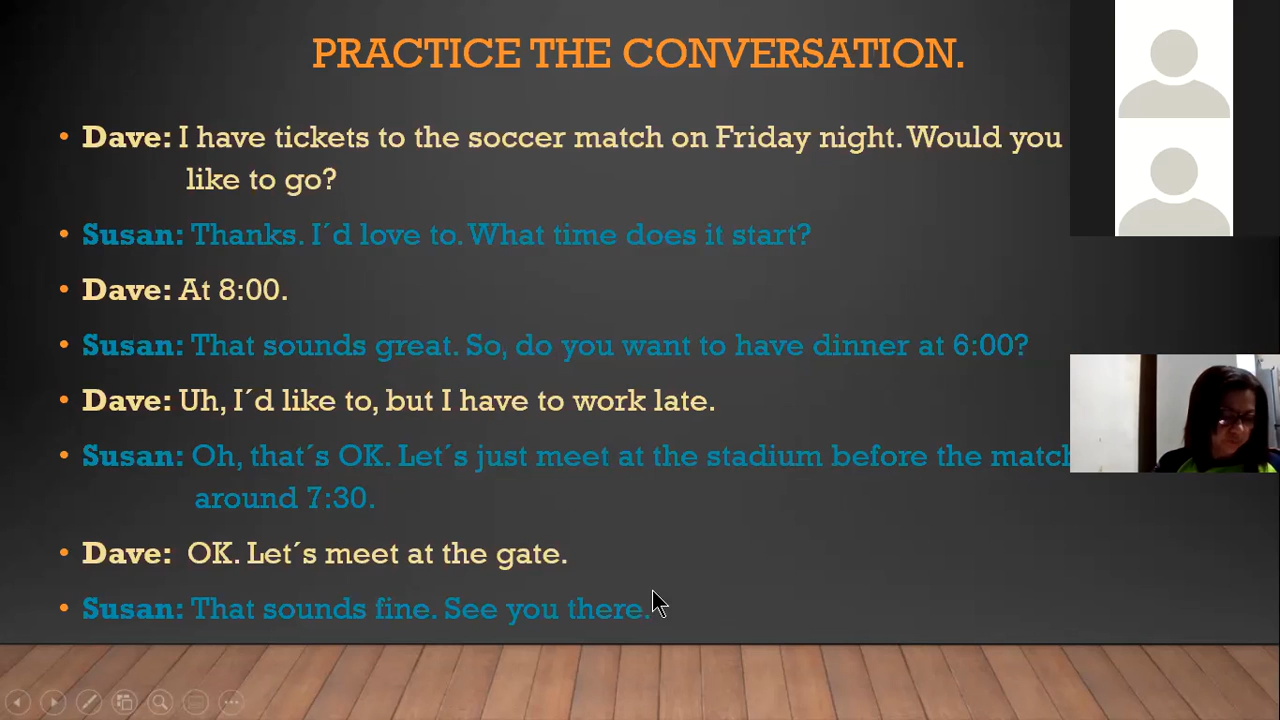 PRACTICE THE CONVERSATION.
• Dave: I have tickets to the soccer match on Friday night. Would you
like to go?
• Susan: Thanks. I´d love to. What time does it start?
• Dave: At 8:00.
• Susan: That sounds great. So, do you want to have dinner at 6:00?
• Dave: Uh, I´d like to, but I have to work late.
• Susan: Oh, that´s OK. Let´s just meet at the stadium before the match
around 7:30.
• Dave: OK. Let´s meet at the gate.
• Susan: That sounds fine. See you there.